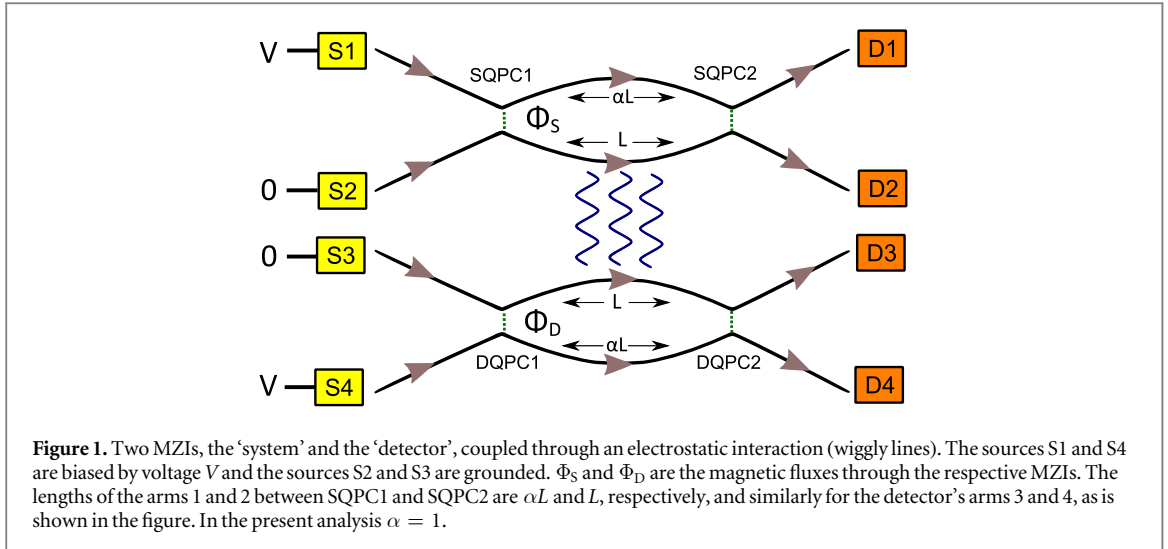 V S1 SQPC1 SQPC2 D1
αL
Φ_S
L
0 S2 D2
0 S3 D3
L
Φ_D
αL
DQPC1 DQPC2
V S4 D4
Figure 1. Two MZIs, the ‘system’ and the ‘detector’, coupled through an electrostatic interaction (wiggly lines). The sources S1 and S4
are biased by voltage V and the sources S2 and S3 are grounded. Φ_S and Φ_D are the magnetic fluxes through the respective MZIs. The
lengths of the arms 1 and 2 between SQPC1 and SQPC2 are αL and L, respectively, and similarly for the detector’s arms 3 and 4, as is
shown in the figure. In the present analysis α = 1.